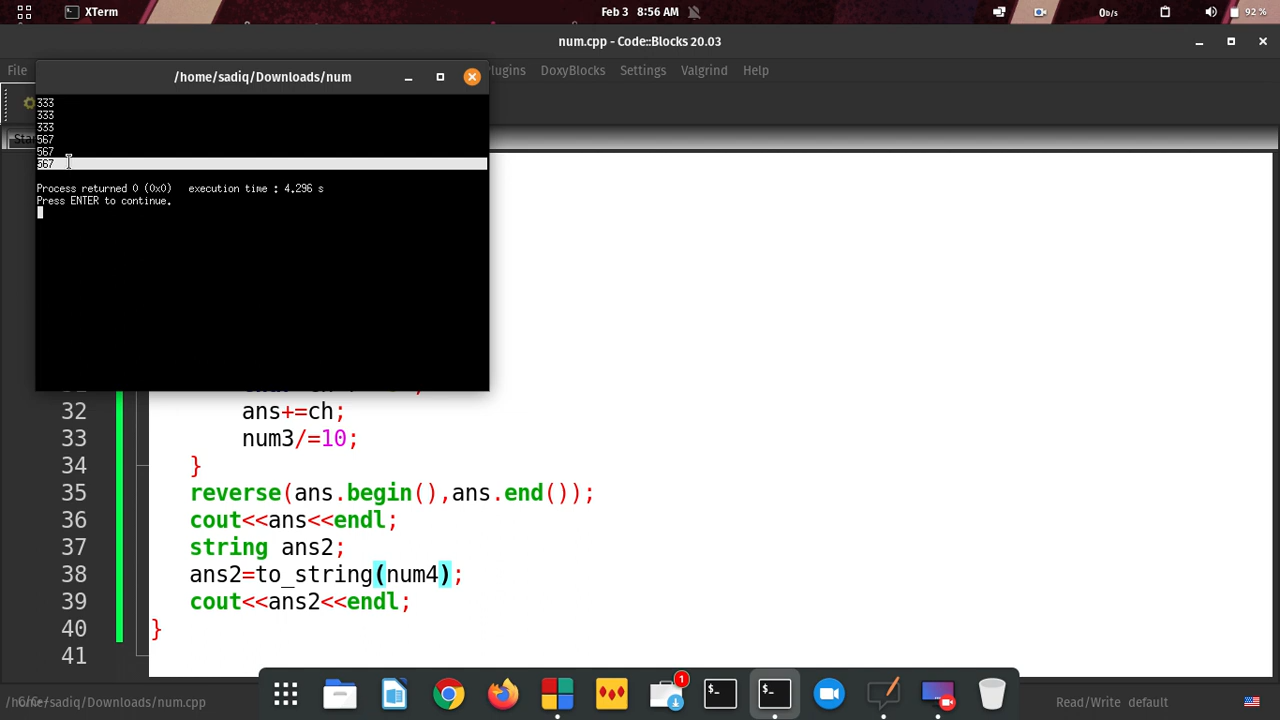 XTerm
Feb 3 8:56 AM
0b/s
92 %
num.cpp - Code::Blocks 20.03
File
Plugins
DoxyBlocks
Settings
Valgrind
Help
/home/sadiq/Downloads/num
333
333
333
567
567
567
Process returned 0 (0x0) execution time : 4.296 s
Press ENTER to continue.
32 ans+=ch;
33 num3/=10;
34 }
35 reverse(ans.begin(),ans.end());
36 cout<<ans<<endl;
37 string ans2;
38 ans2=to_string(num4);
39 cout<<ans2<<endl;
40 }
41
1
/home/sadiq/Downloads/num.cpp
Read/Write default